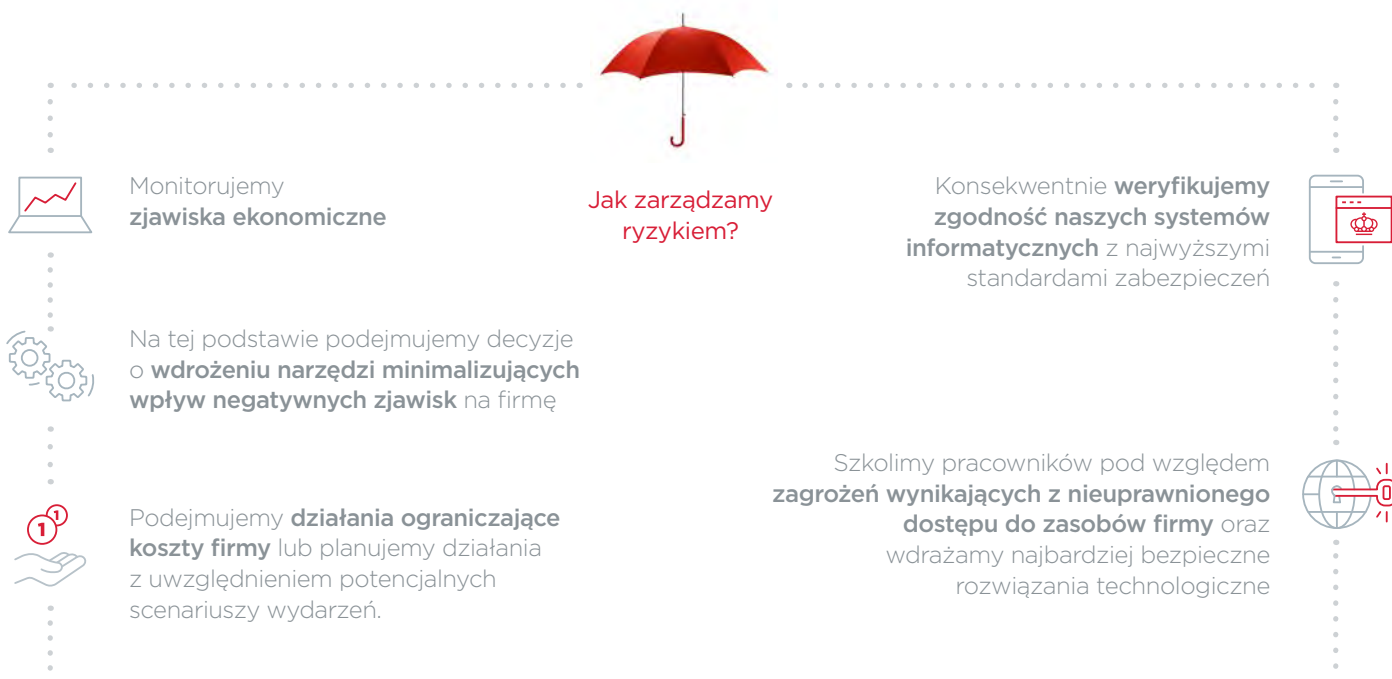 Jak zarządzamy
ryzykiem?
Monitorujemy
zjawiska ekonomiczne
Na tej podstawie podejmujemy decyzje
o wdrożeniu narzędzi minimalizujących
wpływ negatywnych zjawisk na firmę
1 1
Podejmujemy działania ograniczające
koszty firmy lub planujemy działania
z uwzględnieniem potencjalnych
scenariuszy wydarzeń.
Konsekwentnie weryfikujemy
zgodność naszych systemów
informatycznych z najwyższymi
standardami zabezpieczeń
Szkolimy pracowników pod względem
zagrożeń wynikających z nieuprawnionego
dostępu do zasobów firmy oraz
wdrażamy najbardziej bezpieczne
rozwiązania technologiczne